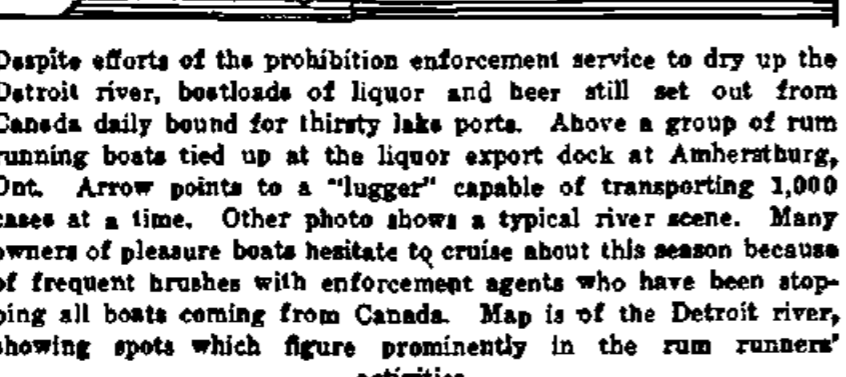 Despite efforts of the prohibition enforcement service to dry up the
Detroit river, boatloads of liquor and beer still set out from
Canada daily bound for thirsty lake ports. Above a group of rum
running boats tied up at the liquor export dock at Amherstburg,
Ont. Arrow points to a "lugger" capable of transporting 1,000
cases at a time. Other photo shows a typical river scene. Many
owners of pleasure boats hesitate to cruise about this season because
of frequent brushes with enforcement agents who have been stop-
ping all boats coming from Canada. Map is of the Detroit river,
showing spots which figure prominently in the rum runners'
activities